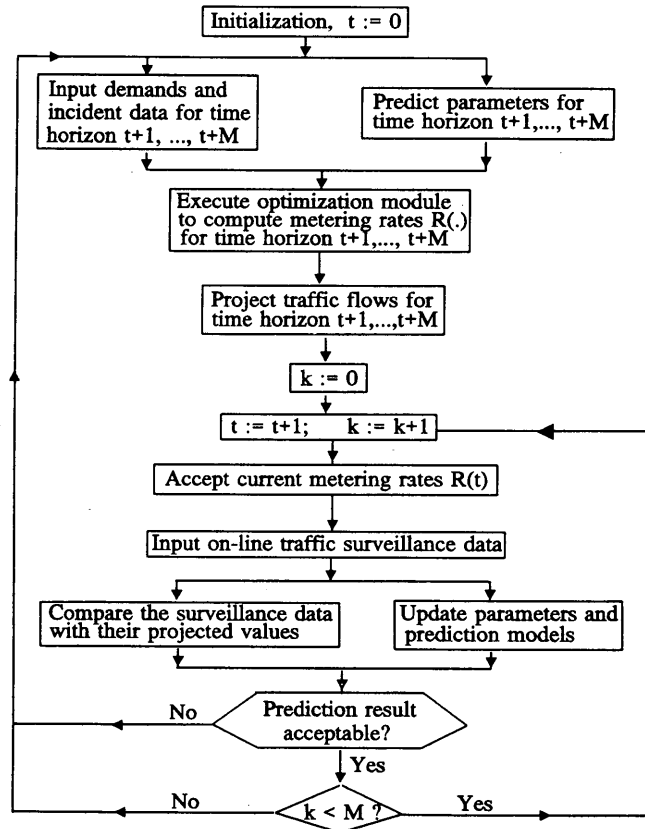 Initialization, t := 0
Input demands and
incident data for time
horizon t+1, ..., t+M
Predict parameters for
time horizon t+1,..., t+M
Execute optimization module
to compute metering rates R(.)
for time horizon t+1,..., t+M
Project traffic flows for
time horizon t+1,...,t+M
k := 0
t := t+1; k := k+1
Accept current metering rates R(t)
Input on-line traffic surveillance data
Compare the surveillance data
with their projected values
Update parameters and
prediction models
No
Prediction result
acceptable?
Yes
No
k < M ?
Yes